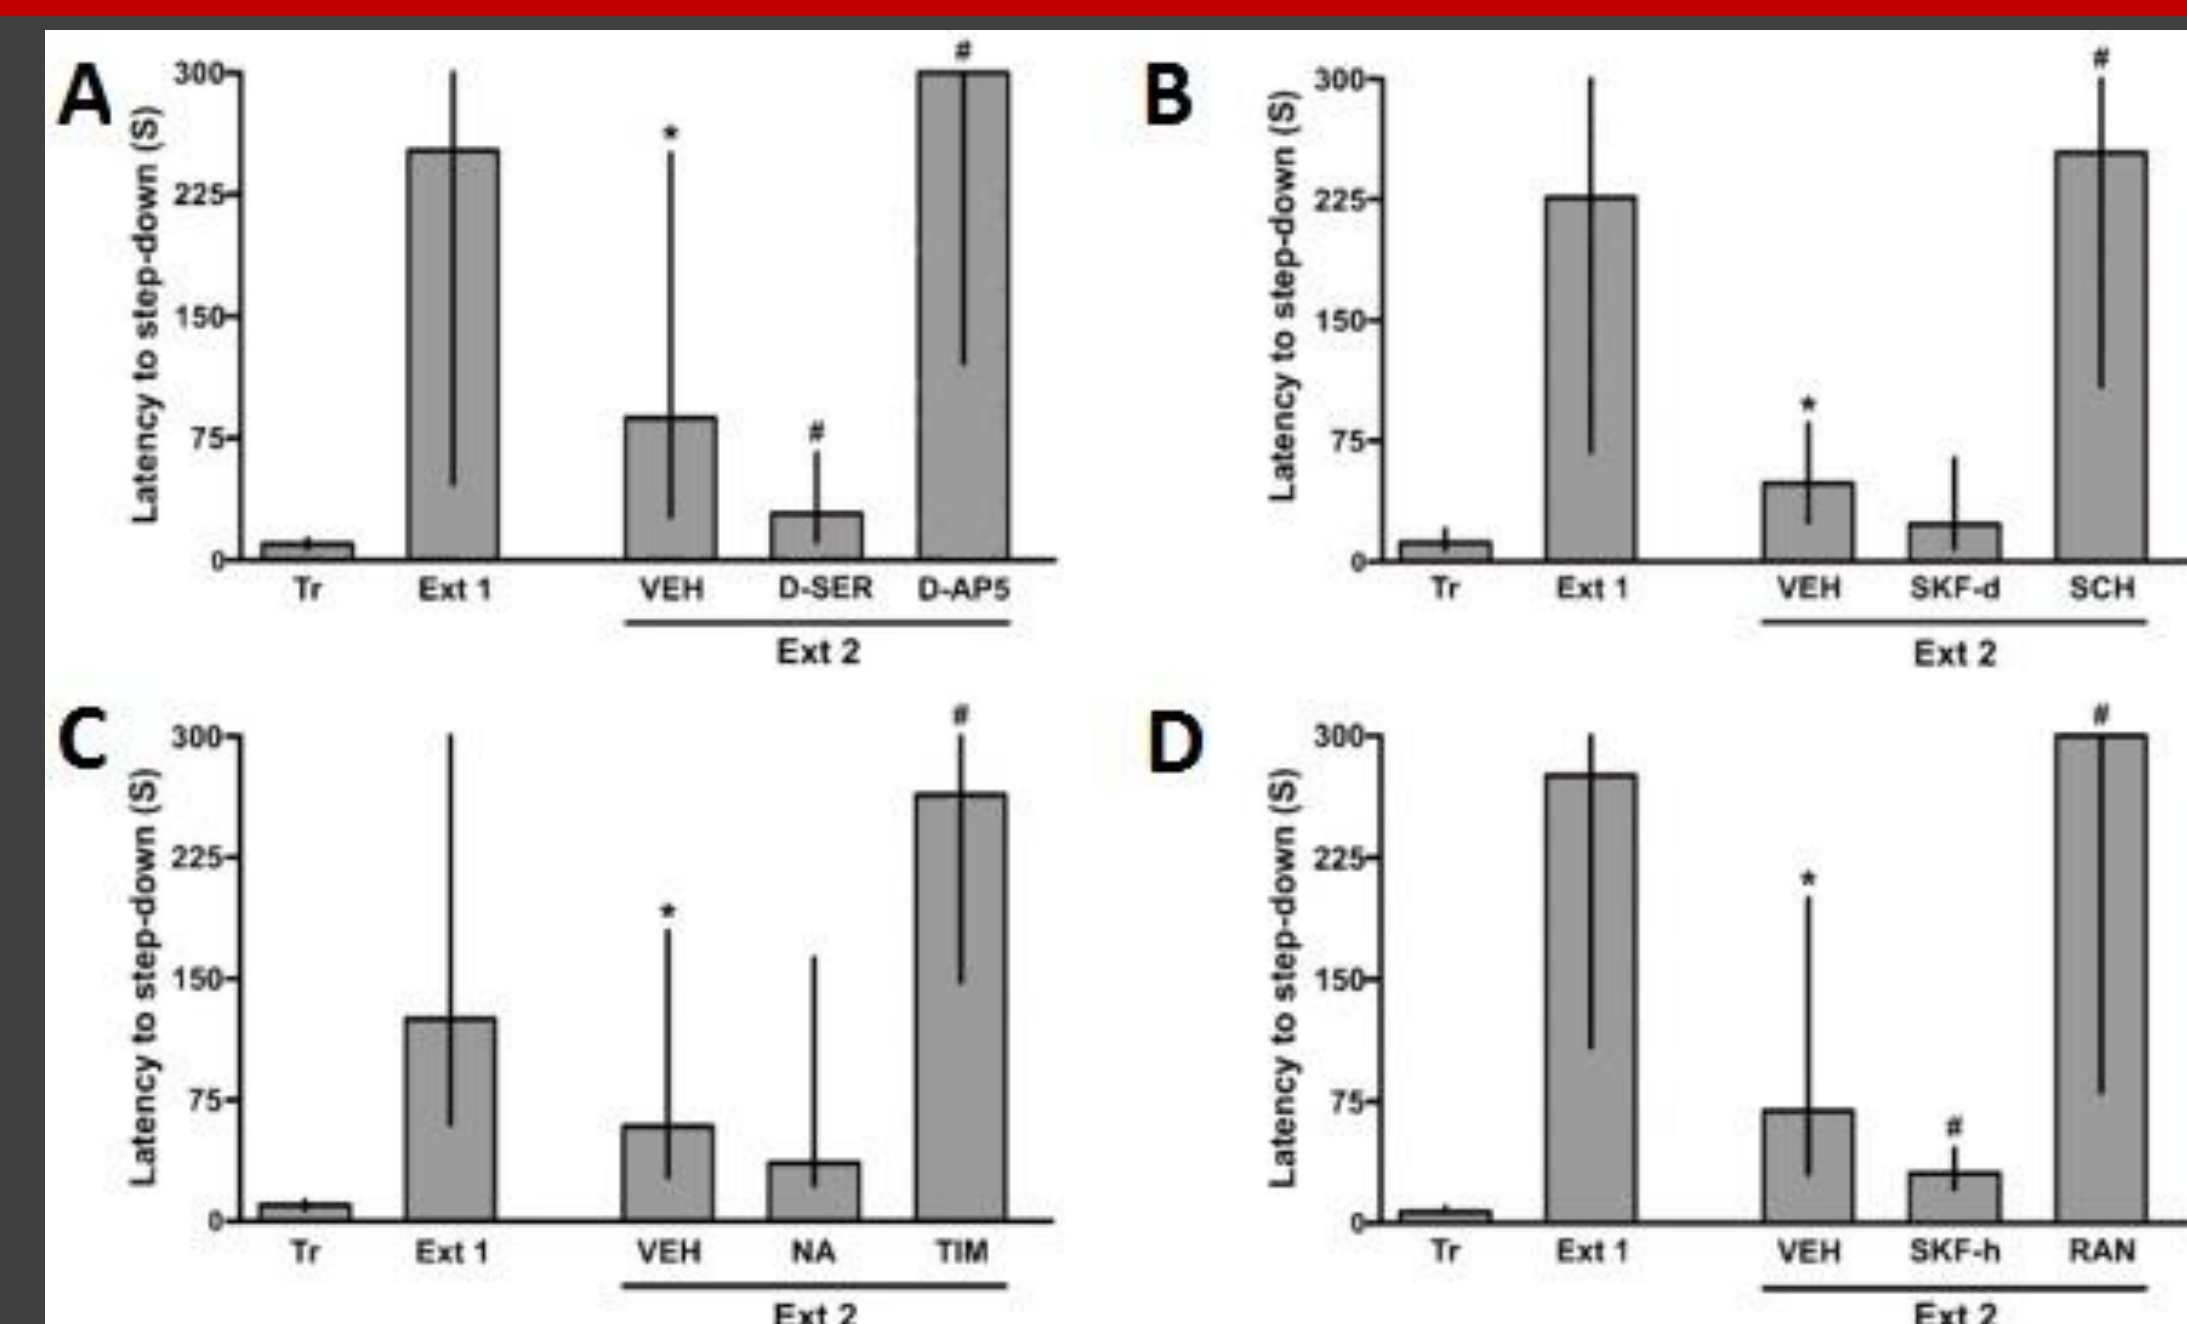 A
Latency to step-down (S)
300
225
150
75
0
*
#
#
Tr Ext 1 VEH D-SER D-AP5
Ext 2
B
Latency to step-down (S)
300
225
150
75
0
*
#
Tr Ext 1 VEH SKF-d SCH
Ext 2
C
Latency to step-down (S)
300
225
150
75
0
*
#
Tr Ext 1 VEH NA TIM
Ext 2
D
Latency to step-down (S)
300
225
150
75
0
*
#
#
Tr Ext 1 VEH SKF-h RAN
Ext 2